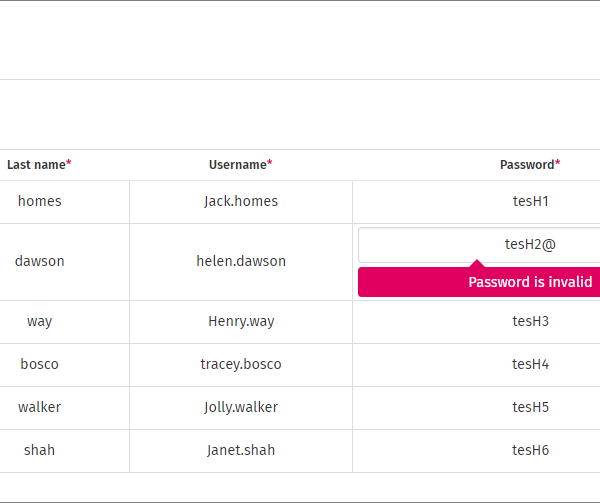 Last name* Username* Password*
homes Jack.homes tesH1
dawson helen.dawson tesH2@
Password is invalid
way Henry.way tesH3
bosco tracey.bosco tesH4
walker Jolly.walker tesH5
shah Janet.shah tesH6